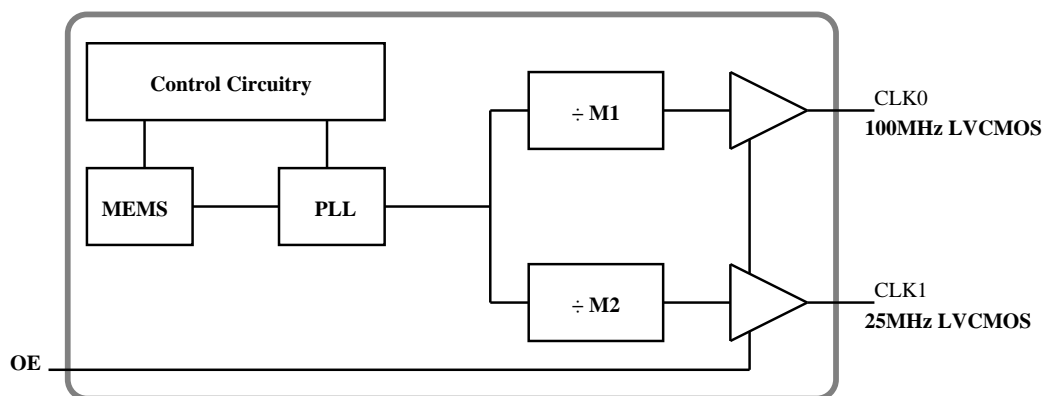 Control Circuitry
÷ M1
CLK0
100MHz LVCMOS
MEMS
PLL
÷ M2
CLK1
25MHz LVCMOS
OE